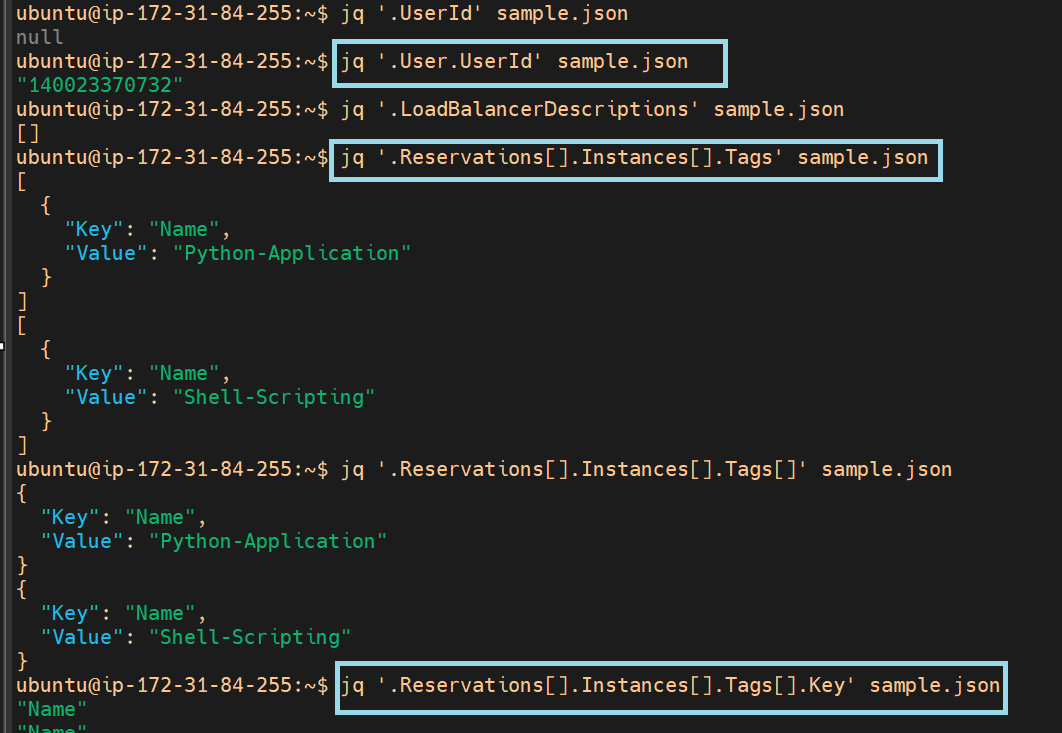 ubuntu@ip-172-31-84-255:~$ jq '.UserId' sample.json
null
ubuntu@ip-172-31-84-255:~$ jq '.User.UserId' sample.json
"140023370732"
ubuntu@ip-172-31-84-255:~$ jq '.LoadBalancerDescriptions' sample.json
[]
ubuntu@ip-172-31-84-255:~$ jq '.Reservations[].Instances[].Tags' sample.json
[
  {
    "Key": "Name",
    "Value": "Python-Application"
  }
]
[
  {
    "Key": "Name",
    "Value": "Shell-Scripting"
  }
]
ubuntu@ip-172-31-84-255:~$ jq '.Reservations[].Instances[].Tags[]' sample.json
{
  "Key": "Name",
  "Value": "Python-Application"
}
{
  "Key": "Name",
  "Value": "Shell-Scripting"
}
ubuntu@ip-172-31-84-255:~$ jq '.Reservations[].Instances[].Tags[].Key' sample.json
"Name"
"Name"